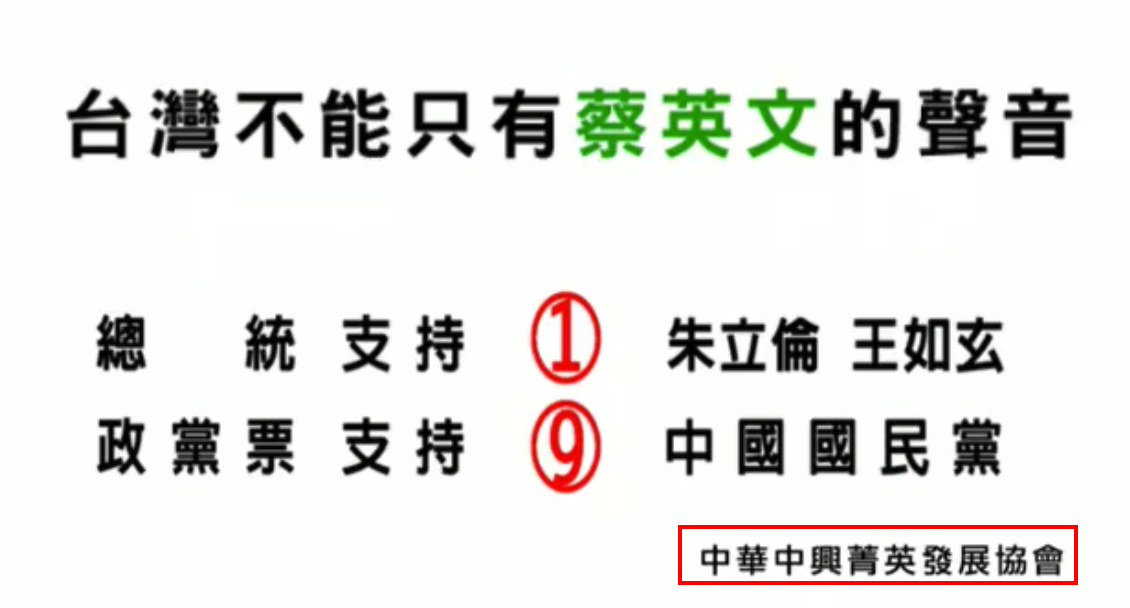 台灣不能只有蔡英文的聲音
總統支持 ① 朱立倫 王如玄
政黨票支持 ⑨ 中國國民黨
中華中興菁英發展協會